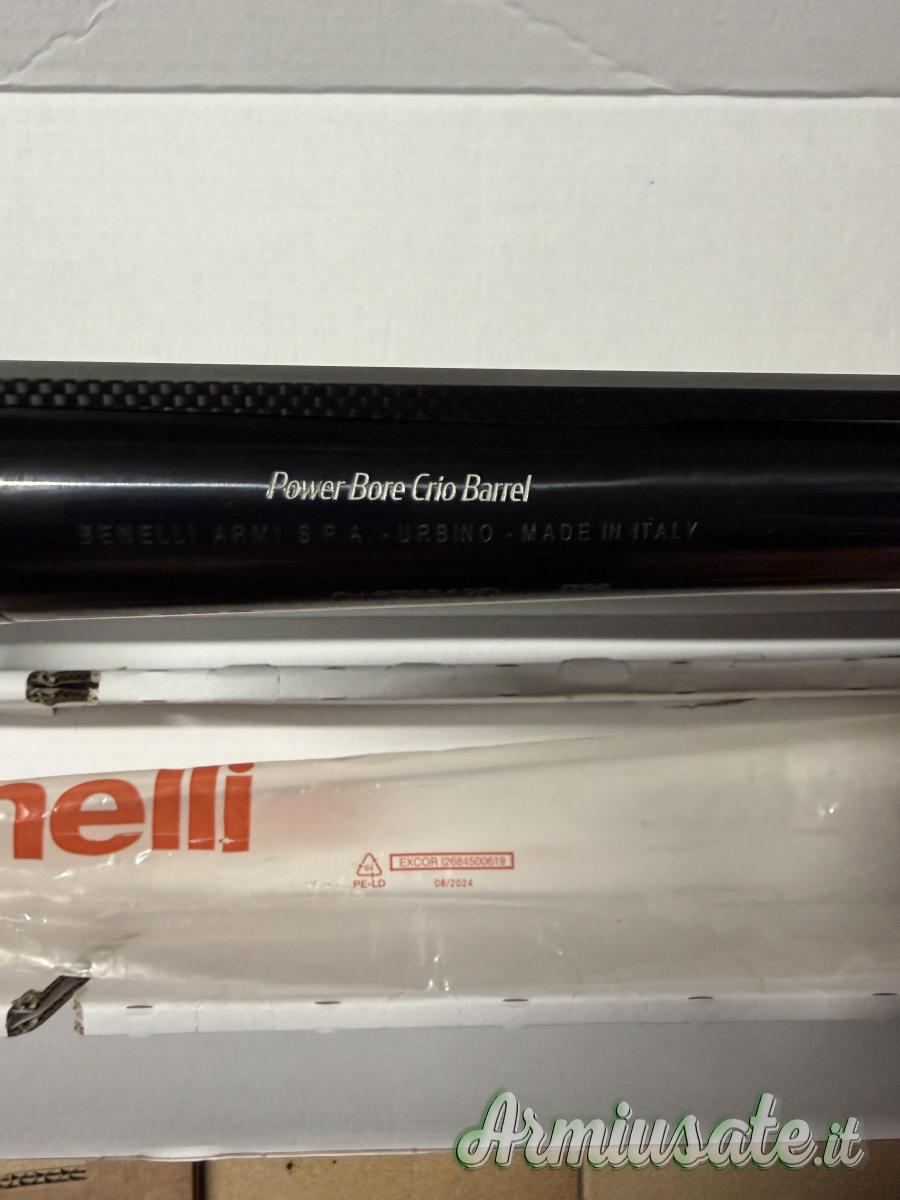 Power Bore Crio Barrel
BENELLI ARMI S.P.A. - URBINO - MADE IN ITALY
nelli
EXCOR I2684500619
PE-LD
08/2024
Armiusate.it